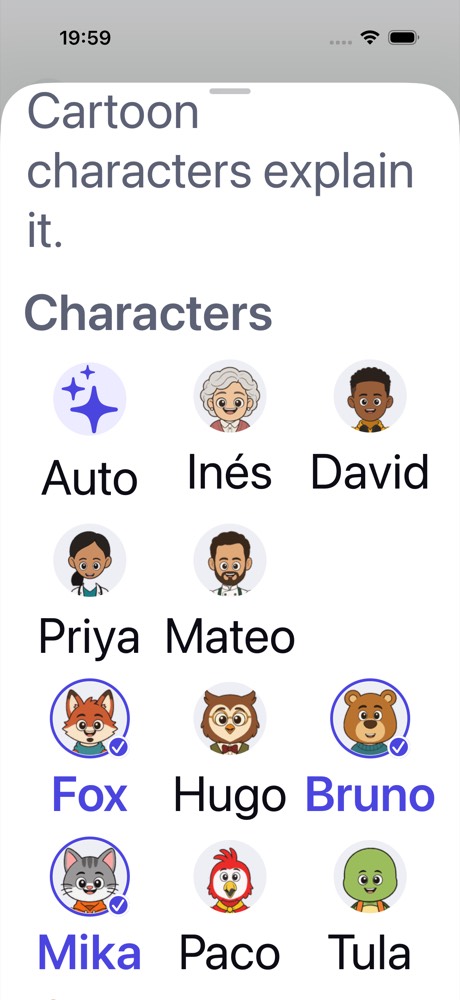 19:59
Cartoon
characters explain
it.
Characters
Auto
Inés
David
Priya
Mateo
Fox
Hugo
Bruno
Mika
Paco
Tula